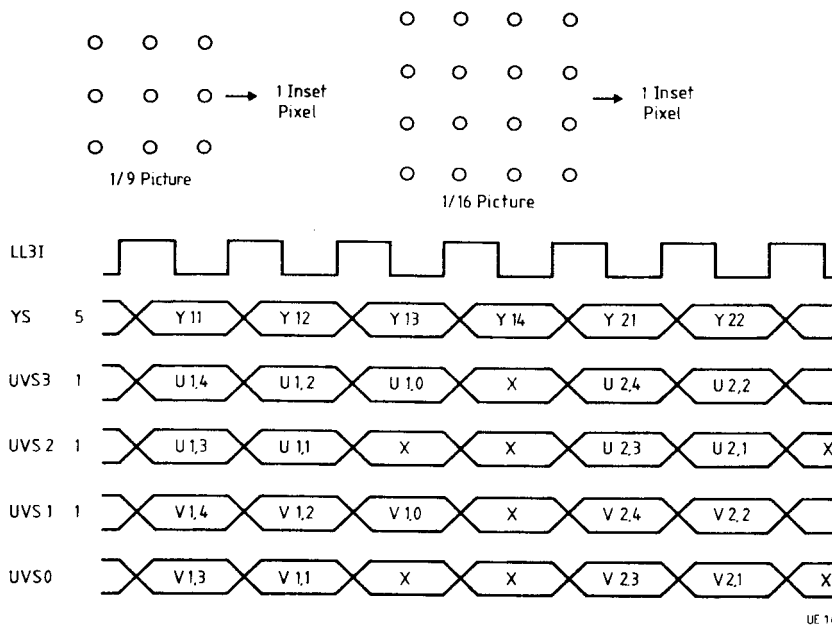 1 Inset
Pixel
1/9 Picture
1 Inset
Pixel
1/16 Picture
LL3I
YS 5 Y 11 Y 12 Y 13 Y 14 Y 21 Y 22
UVS3 1 U 1,4 U 1,2 U 1,0 X U 2,4 U 2,2
UVS 2 1 U 1,3 U 1,1 X X U 2,3 U 2,1 X
UVS 1 1 V 1,4 V 1,2 V 1,0 X V 2,4 V 2,2
UVS0 V 1,3 V 1,1 X X V 2,3 V 2,1 X